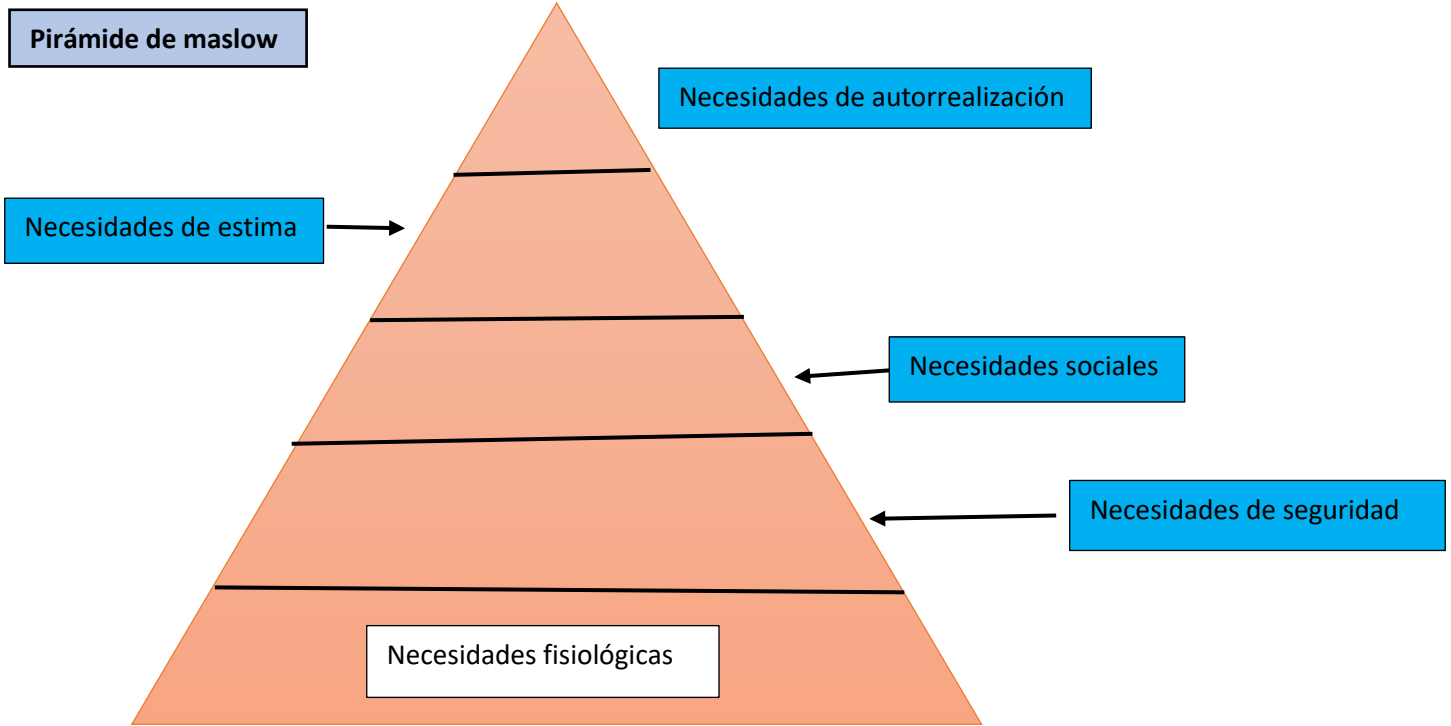 Pirámide de maslow
Necesidades de autorrealización
Necesidades de estima
Necesidades sociales
Necesidades de seguridad
Necesidades fisiológicas